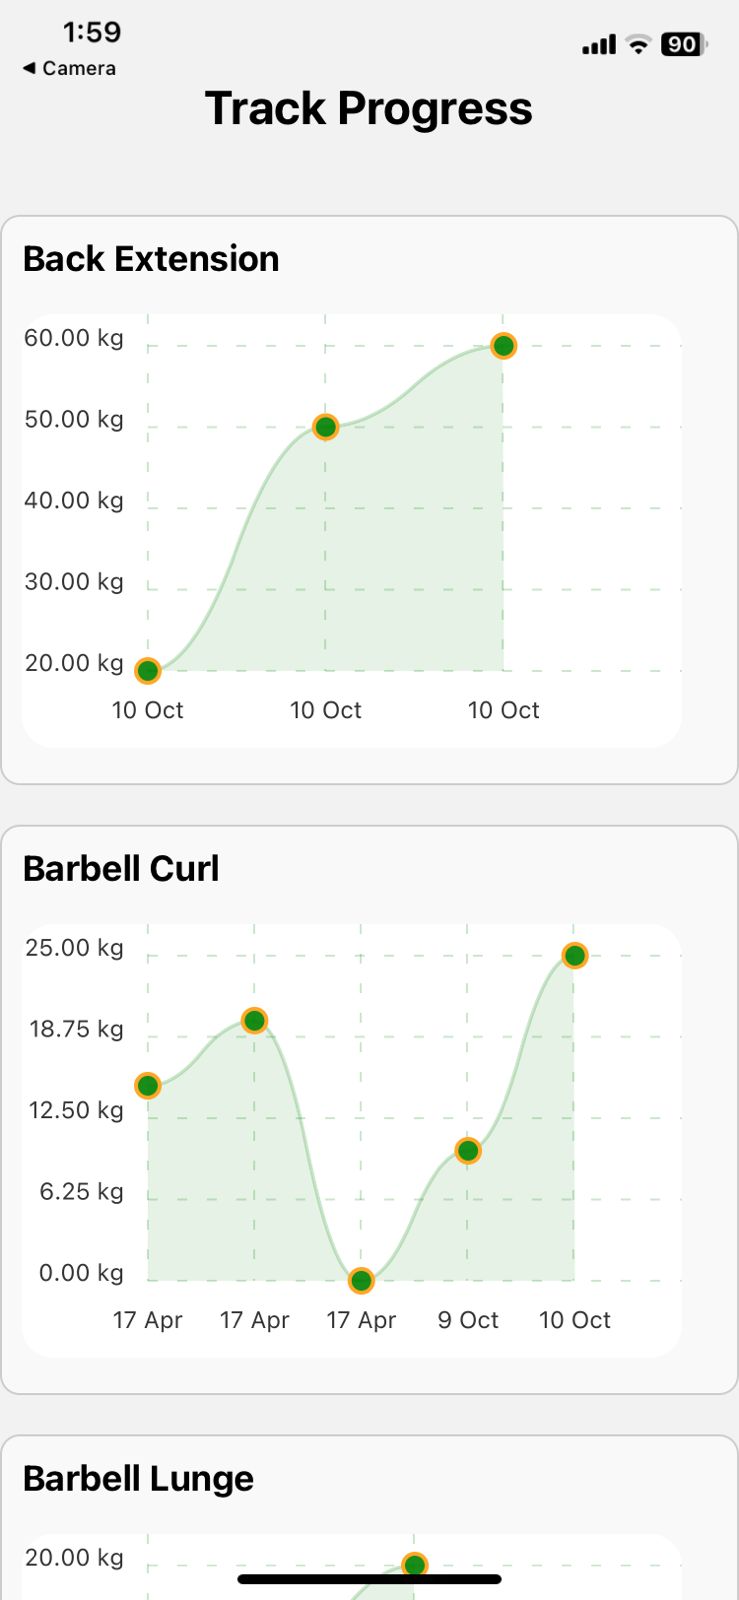 1:59
90
◀ Camera
Track Progress
Back Extension
60.00 kg
50.00 kg
40.00 kg
30.00 kg
20.00 kg
10 Oct 10 Oct 10 Oct
Barbell Curl
25.00 kg
18.75 kg
12.50 kg
6.25 kg
0.00 kg
17 Apr 17 Apr 17 Apr 9 Oct 10 Oct
Barbell Lunge
20.00 kg